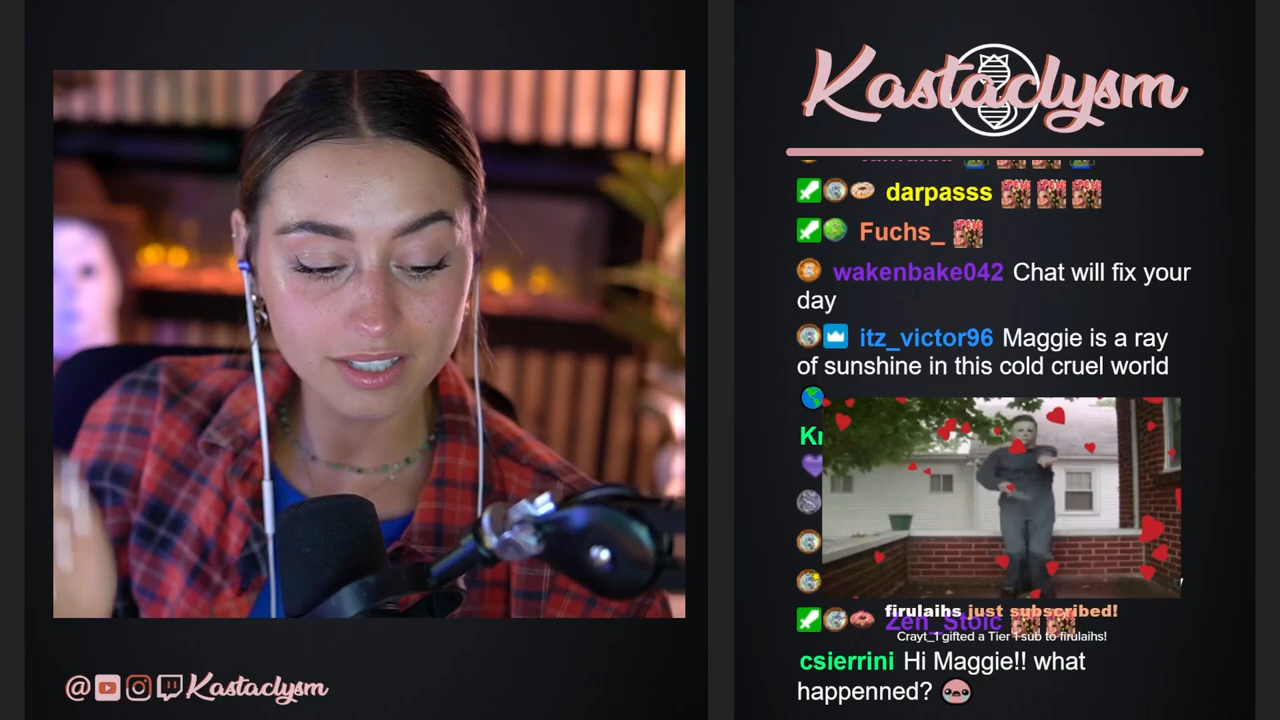 Kastaclysm
darpasss
Fuchs_
wakenbake042 Chat will fix your
day
itz_victor96 Maggie is a ray
of sunshine in this cold cruel world
firulaihs just subscribed!
Zen_Stoic
Crayt_1 gifted a Tier 1 sub to firulaihs!
csierrini Hi Maggie!! what
happenned?
@ Kastaclysm